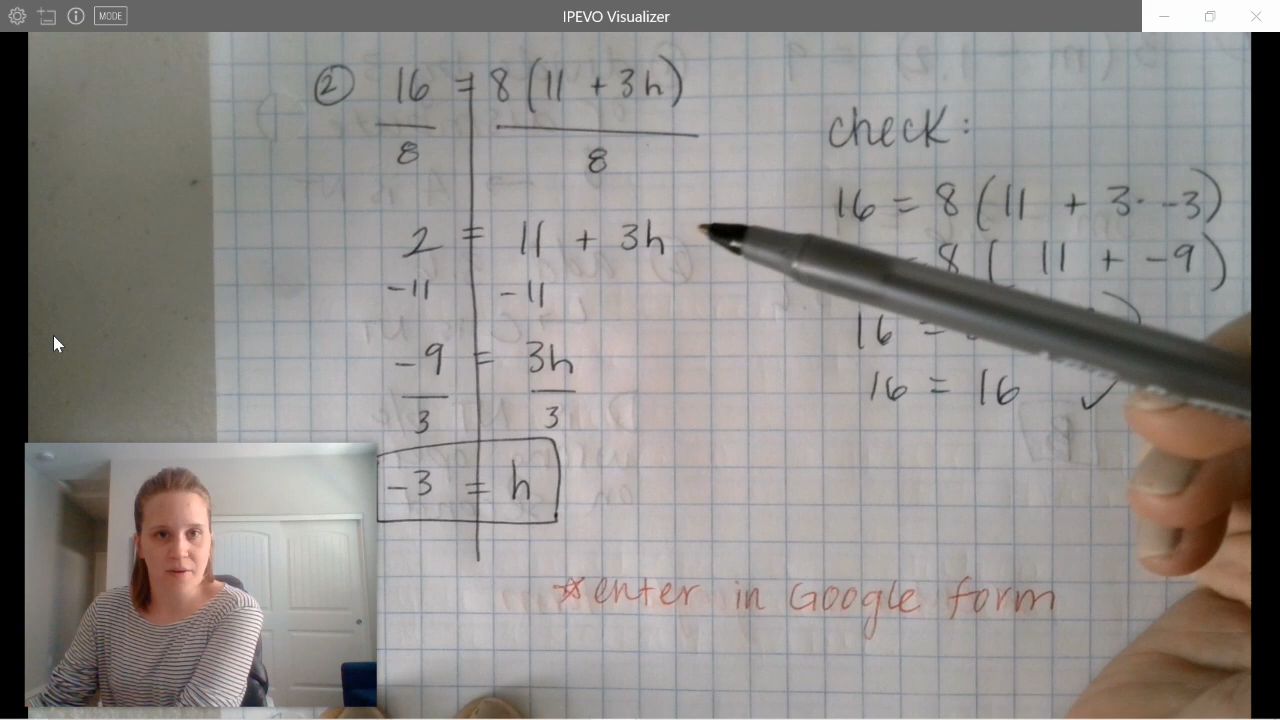 MODE
IPEVO Visualizer
② 16 = 8(11 + 3h)
8 8
2 = 11 + 3h
-11 -11
-9 = 3h
3 3
-3 = h
check:
16 = 8(11 + 3· -3)
= 8( 11 + -9)
16 = )
16 = 16 ✓
*enter in Google form